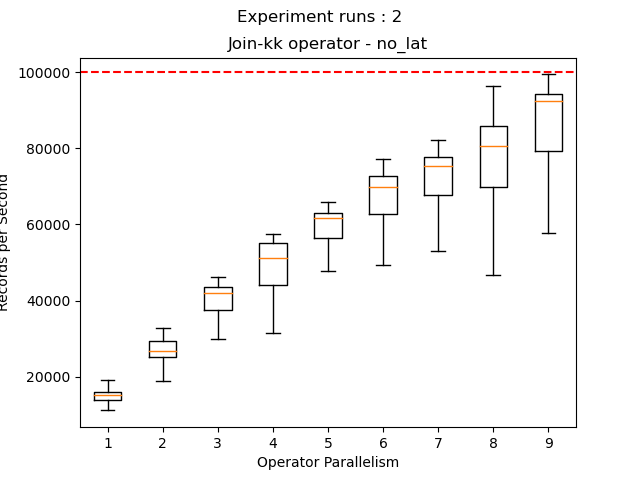 Experiment runs : 2
Join-kk operator - no_lat
100000
80000
60000
40000
20000
Records per Second
1 2 3 4 5 6 7 8 9
Operator Parallelism